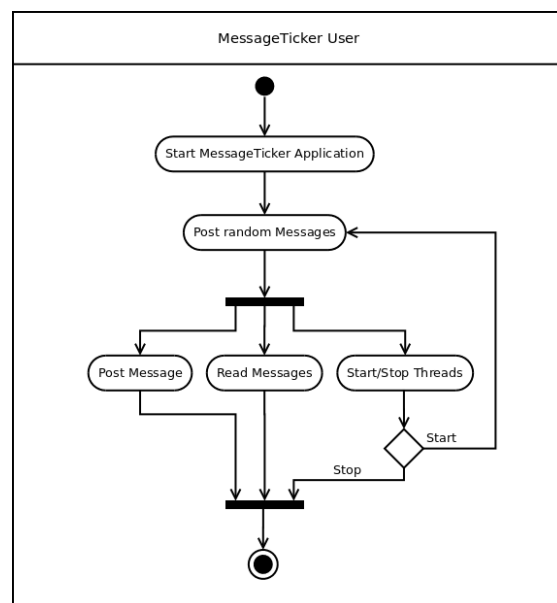 MessageTicker User
Start MessageTicker Application
Post random Messages
Post Message
Read Messages
Start/Stop Threads
Start
Stop